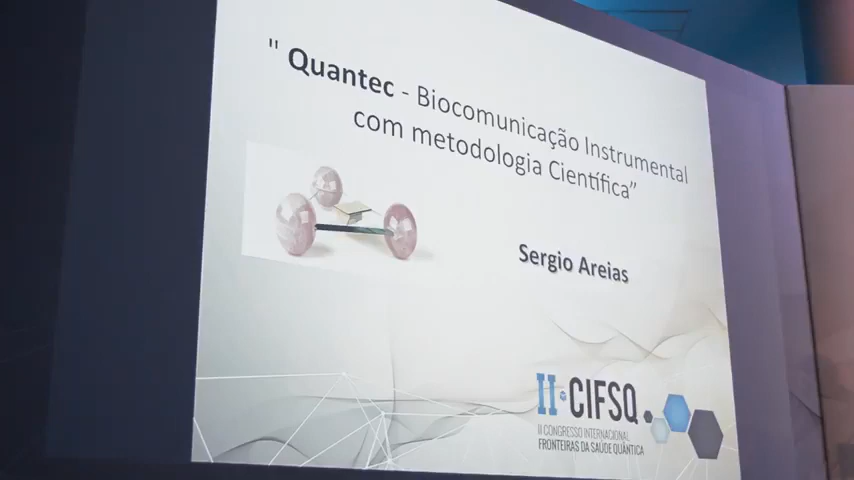 " Quantec - Biocomunicação Instrumental
com metodologia Científica”
Sergio Areias
II CIFSQ
II CONGRESSO INTERNACIONAL
FRONTEIRAS DA SAÚDE QUÂNTICA